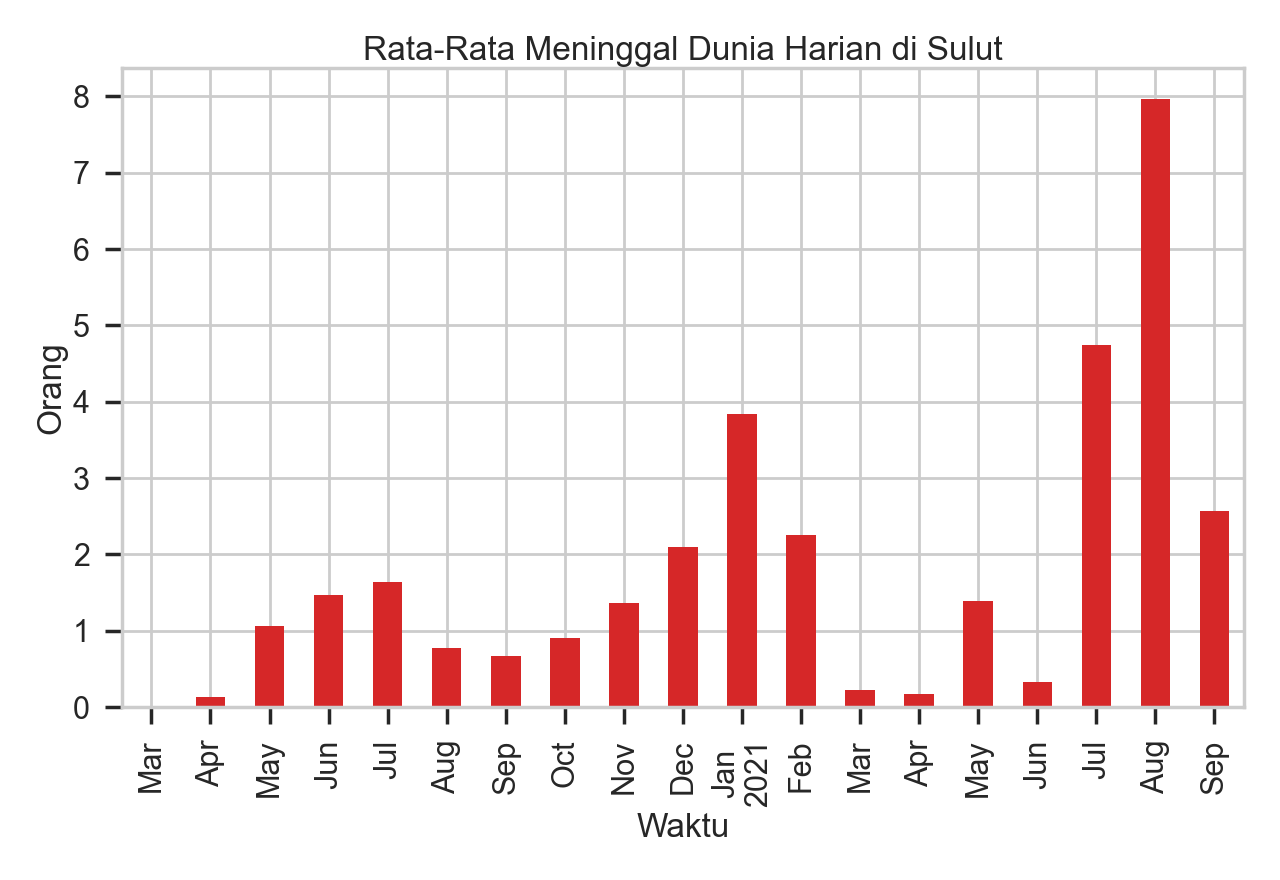 Rata-Rata Meninggal Dunia Harian di Sulut
8
7
6
5
4
3
2
1
0
Orang
Mar
Apr
May
Jun
Jul
Aug
Sep
Oct
Nov
Dec
Jan
2021
Feb
Mar
Apr
May
Jun
Jul
Aug
Sep
Waktu